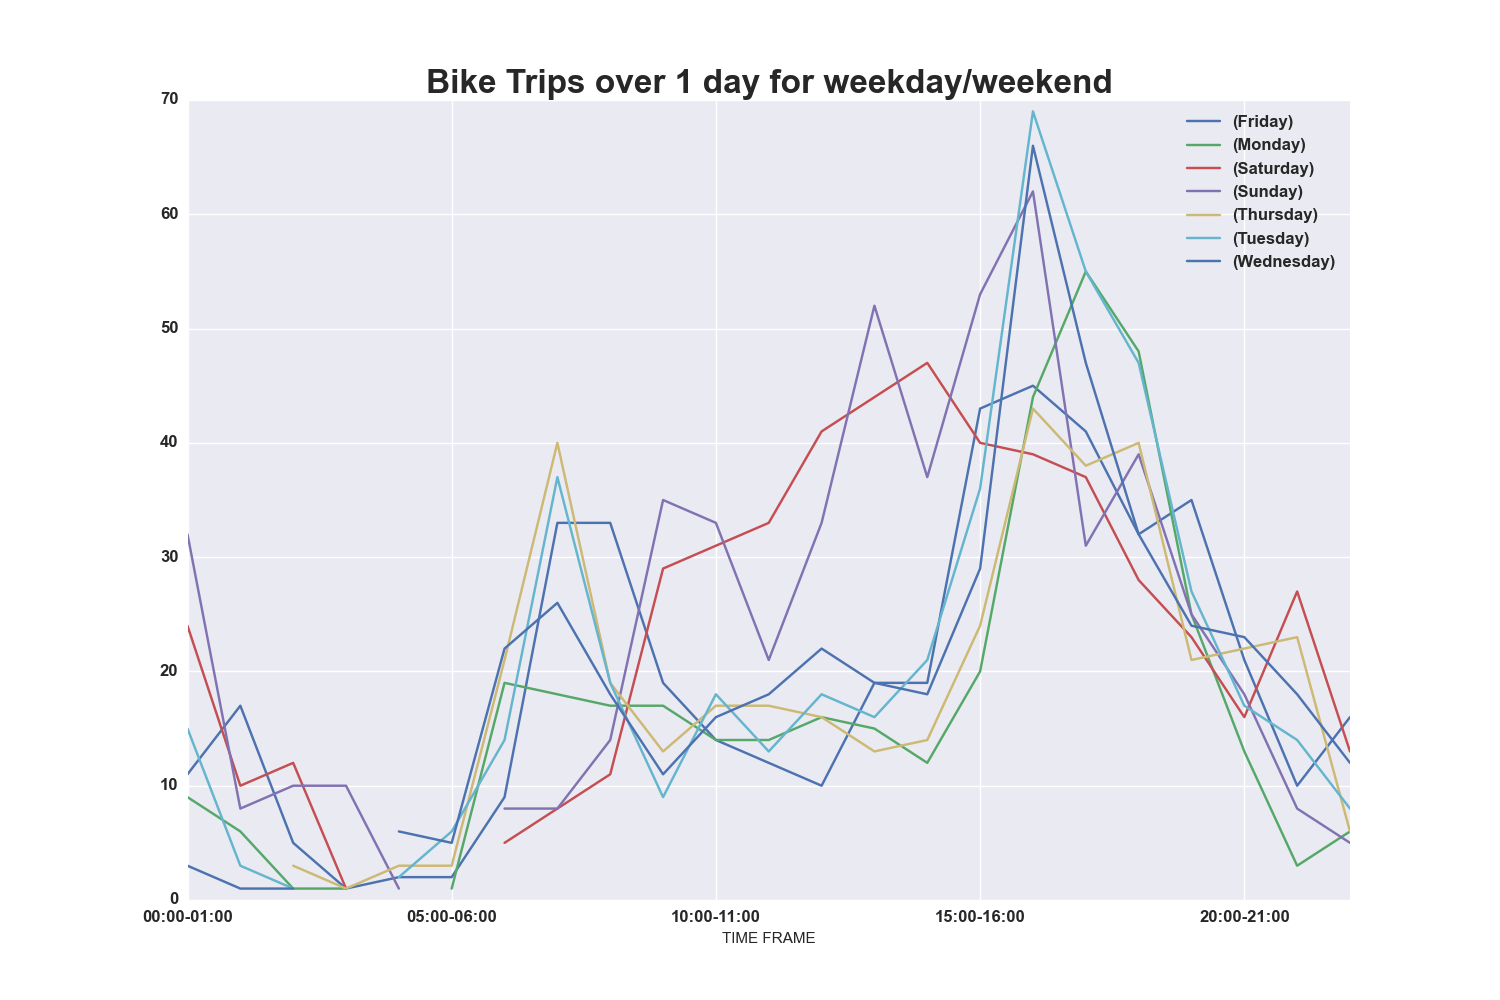 Bike Trips over 1 day for weekday/weekend
70
60
50
40
30
20
10
0
(Friday)
(Monday)
(Saturday)
(Sunday)
(Thursday)
(Tuesday)
(Wednesday)
00:00-01:00 05:00-06:00 10:00-11:00 15:00-16:00 20:00-21:00
TIME FRAME